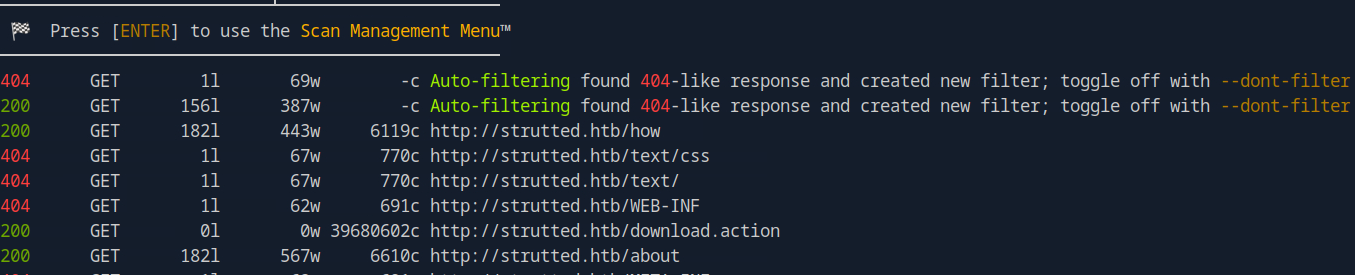 Press [ENTER] to use the Scan Management Menu™
404 GET 1l 69w -c Auto-filtering found 404-like response and created new filter; toggle off with --dont-filter
200 GET 156l 387w -c Auto-filtering found 404-like response and created new filter; toggle off with --dont-filter
200 GET 182l 443w 6119c http://strutted.htb/how
404 GET 1l 67w 770c http://strutted.htb/text/css
404 GET 1l 67w 770c http://strutted.htb/text/
404 GET 1l 62w 691c http://strutted.htb/WEB-INF
200 GET 0l 0w 39680602c http://strutted.htb/download.action
200 GET 182l 567w 6610c http://strutted.htb/about